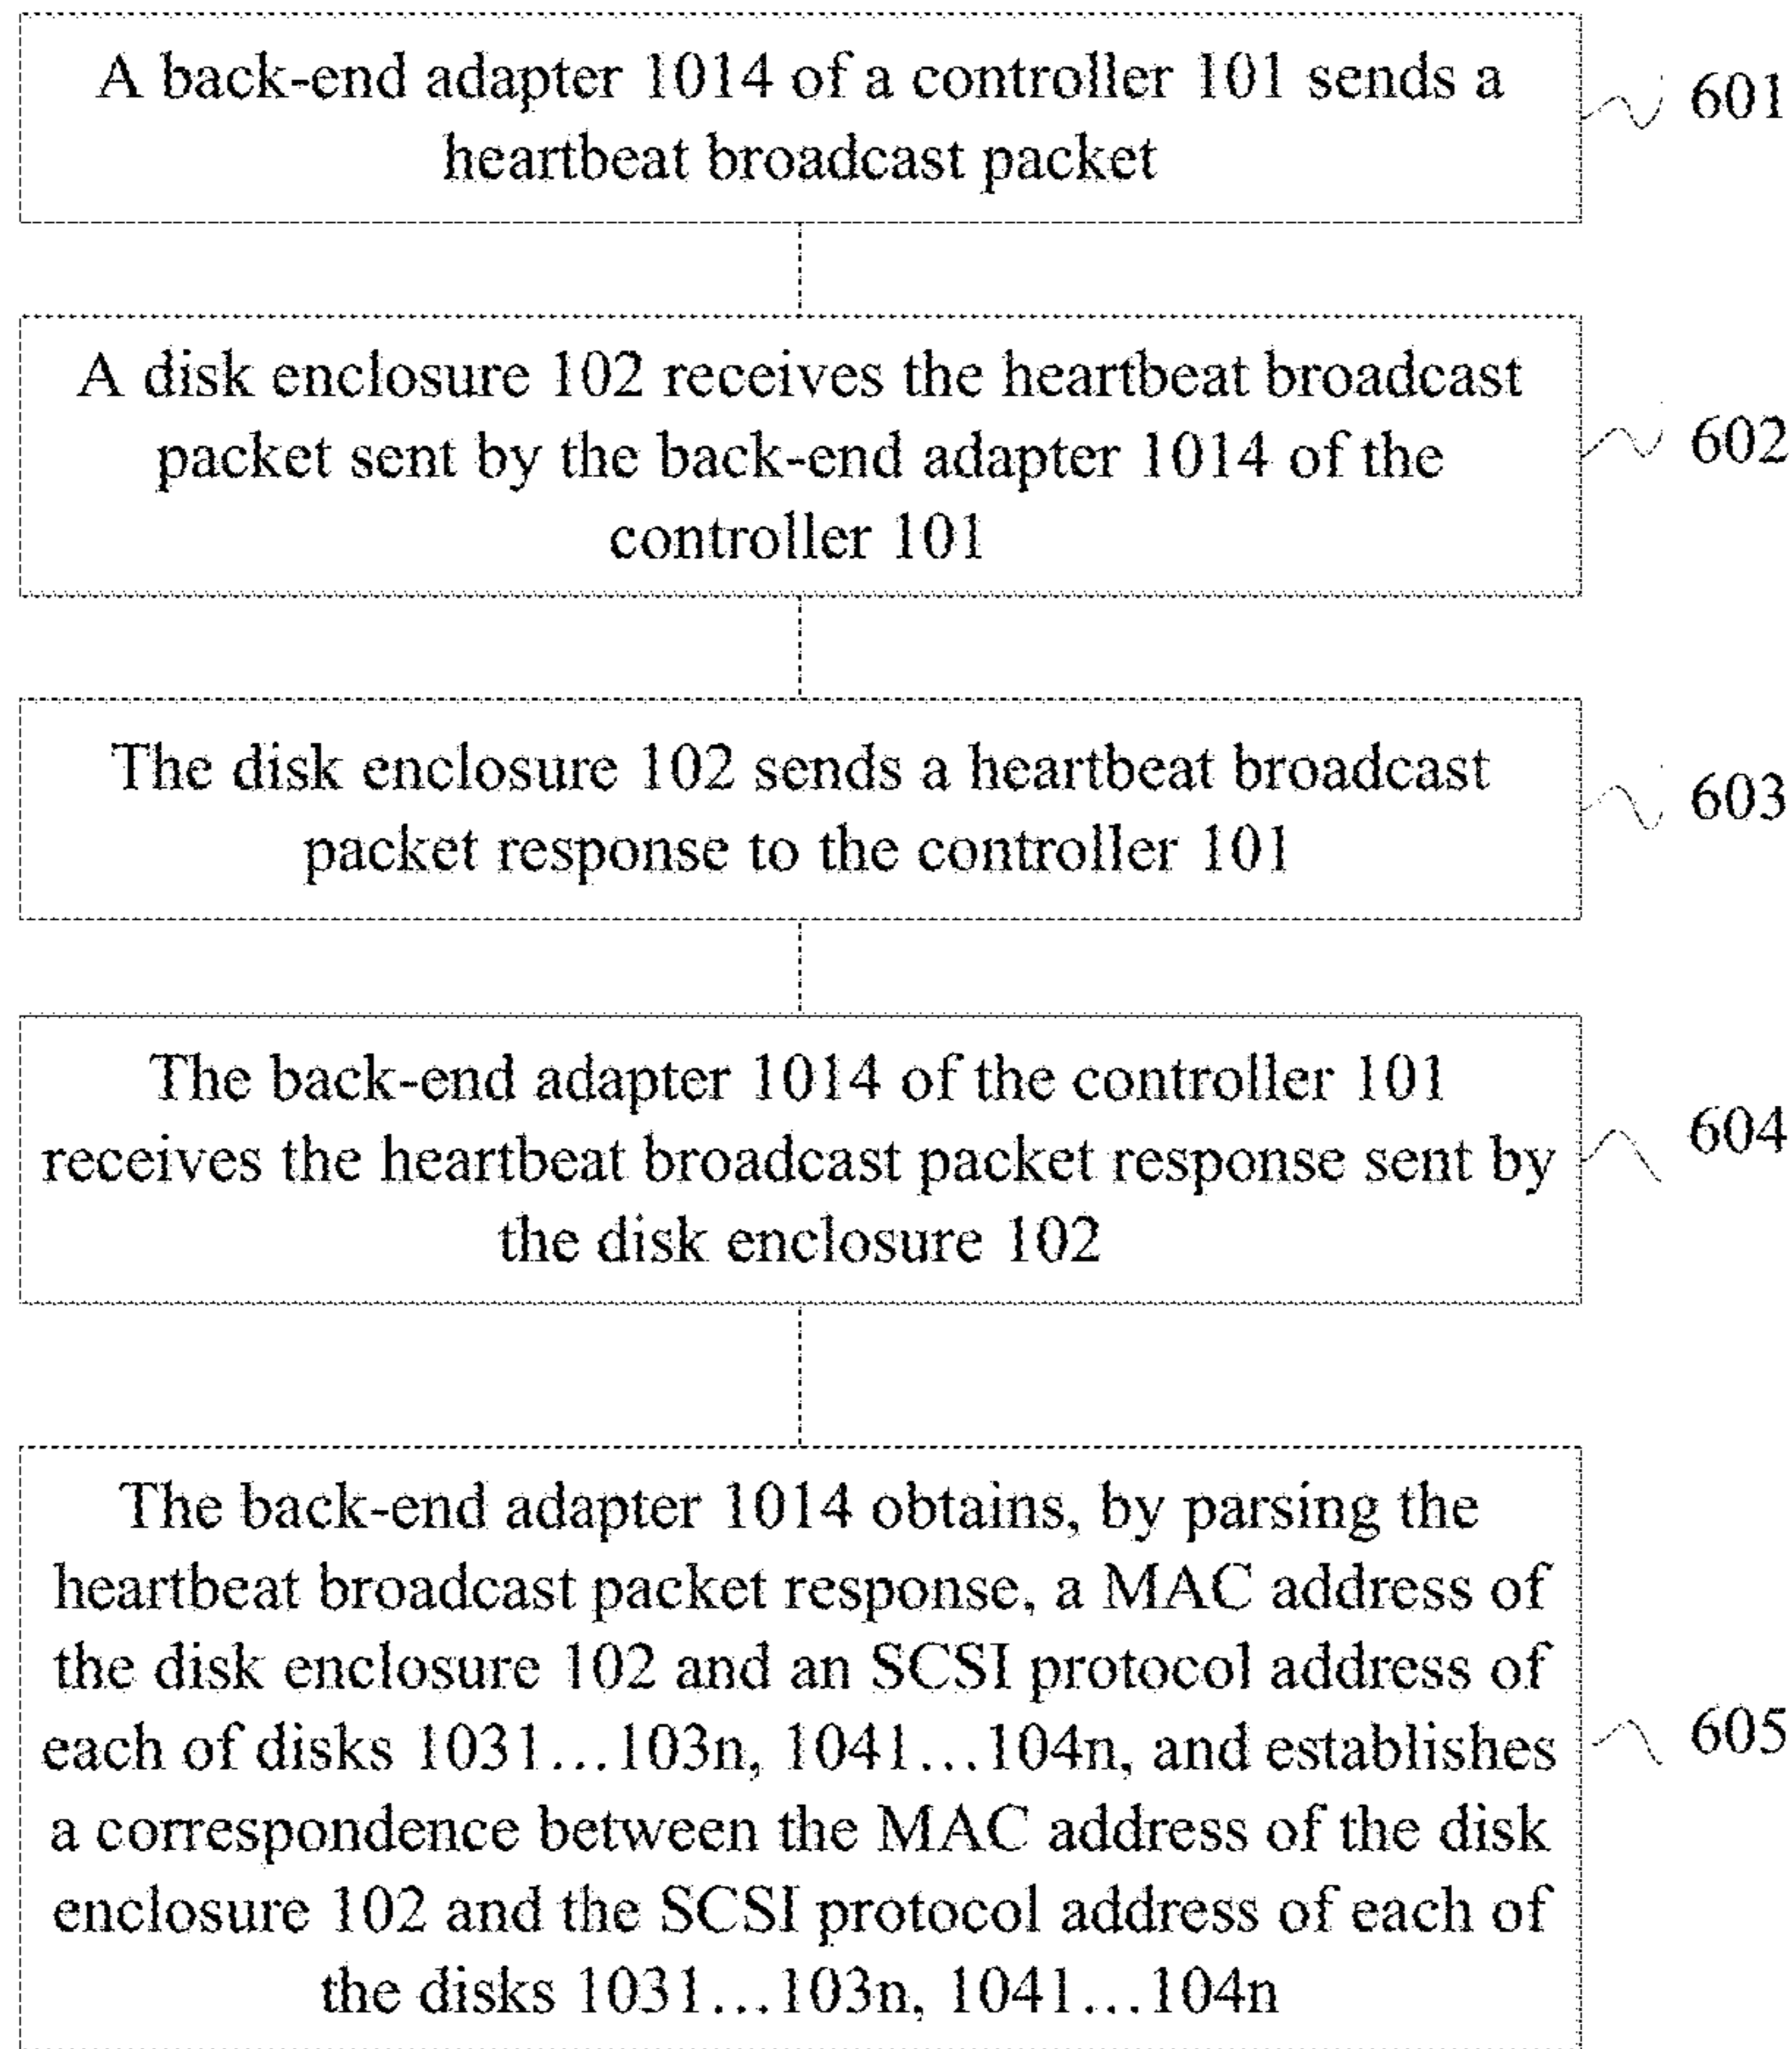 A back-end adapter 1014 of a controller 101 sends a
heartbeat broadcast packet
601
A disk enclosure 102 receives the heartbeat broadcast
packet sent by the back-end adapter 1014 of the
controller 101
602
The disk enclosure 102 sends a heartbeat broadcast
packet response to the controller 101
603
The back-end adapter 1014 of the controller 101
receives the heartbeat broadcast packet response sent by
the disk enclosure 102
604
The back-end adapter 1014 obtains, by parsing the
heartbeat broadcast packet response, a MAC address of
the disk enclosure 102 and an SCSI protocol address of
each of disks 1031...103n, 1041...104n, and establishes
a correspondence between the MAC address of the disk
enclosure 102 and the SCSI protocol address of each of
the disks 1031...103n, 1041...104n
605